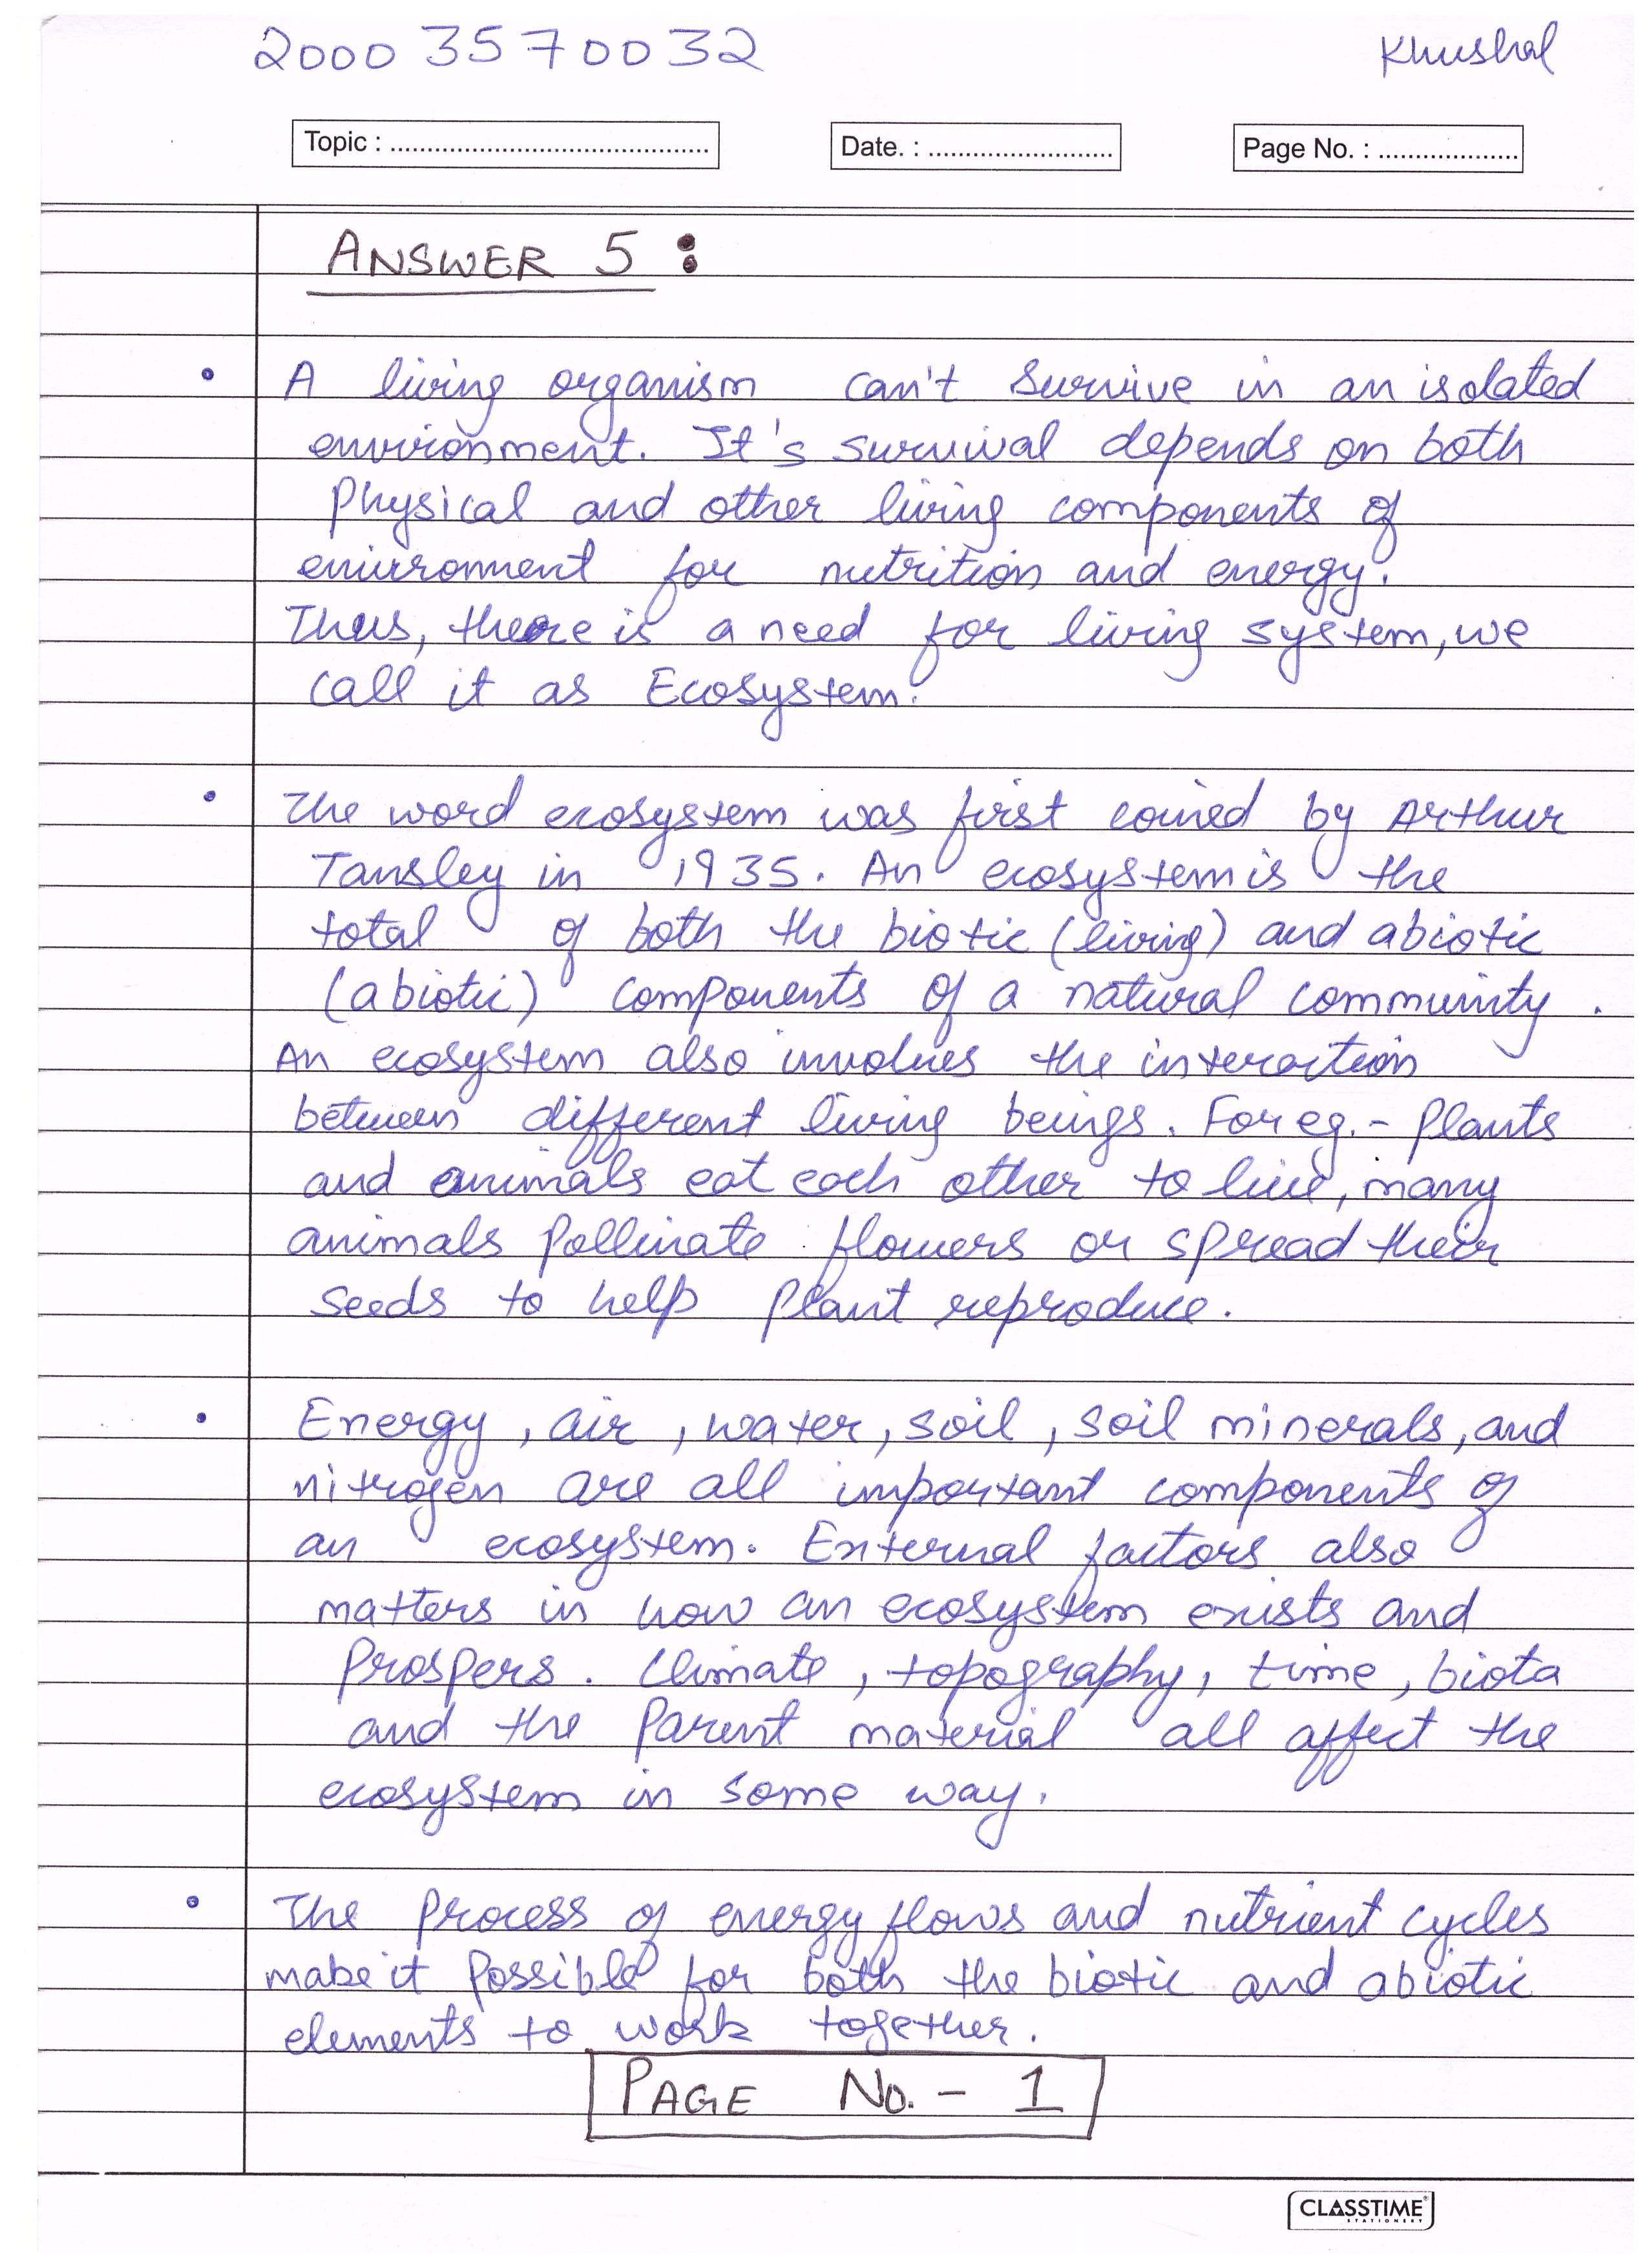 20003570032 Khushal
Topic : ........................................... Date. : ......................... Page No. : ...................
ANSWER 5 :
• A living organism can't survive in an isolated
environment. It's survival depends on both
Physical and other living components of
environment for nutrition and energy.
Thus, there is a need for living system, we
call it as Ecosystem.
• The word ecosystem was first coined by Arthur
Tansley in 1935. An ecosystem is the
total of both the biotic (living) and abiotic
(abiotic) components of a natural community.
An ecosystem also involves the interaction
between different living beings. For eg. - Plants
and animals eat each other to live, many
animals Pollinate flowers or spread their
seeds to help plant reproduce.
• Energy, air, water, soil, soil minerals, and
nitrogen are all important components of
an ecosystem. External factors also
matters in how an ecosystem exists and
Prospers. Climate, topography, time, biota
and the Parent material all affect the
ecosystem in some way.
• The Process of energy flows and nutrient cycles
make it Possible for both the biotic and abiotic
elements to work together.
PAGE No. - 1
CLASSTIME
STATIONERY